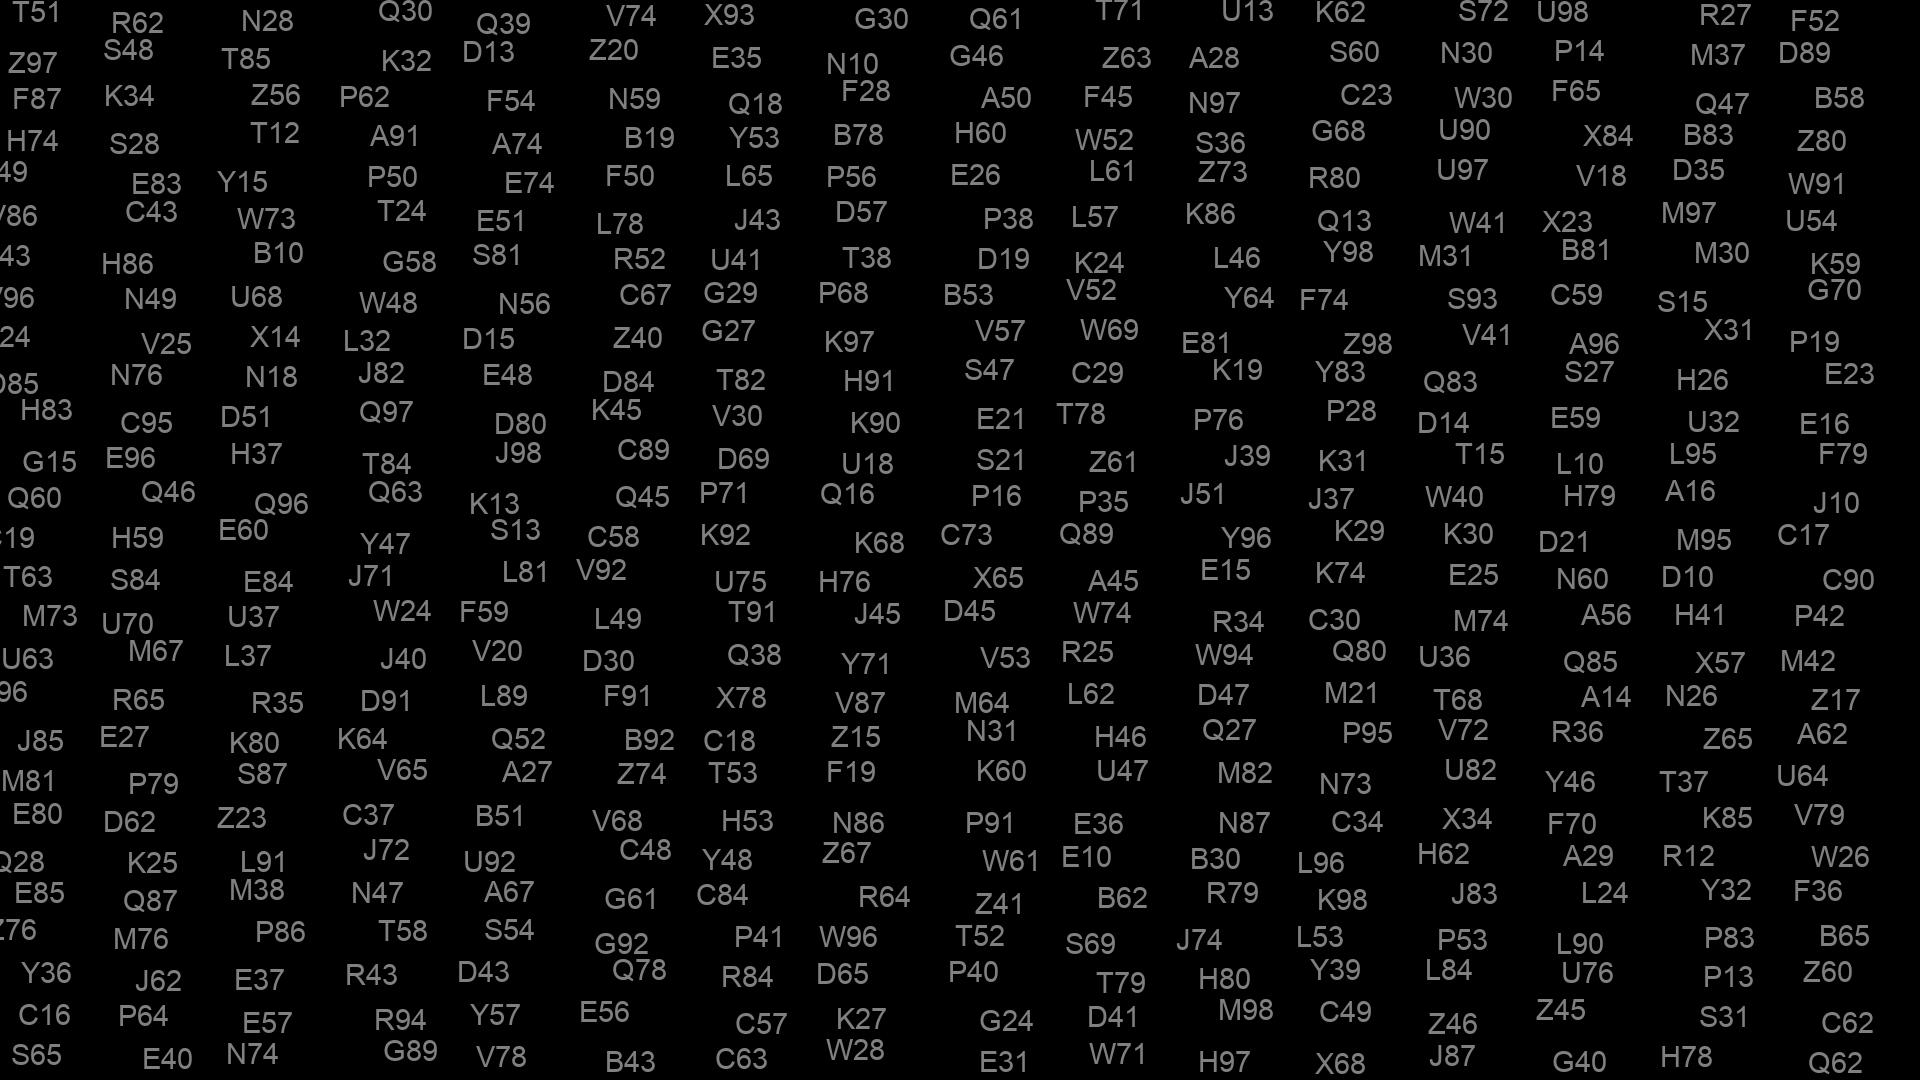 T51 R62 N28 Q30 Q39 V74 X93 G30 Q61 T71 U13 K62 S72 U98 R27 F52
Z97 S48 T85 K32 D13 Z20 E35 N10 G46 Z63 A28 S60 N30 P14 M37 D89
F87 K34 Z56 P62 F54 N59 Q18 F28 A50 F45 N97 C23 W30 F65 Q47 B58
H74 S28 T12 A91 A74 B19 Y53 B78 H60 W52 S36 G68 U90 X84 B83 Z80
49 E83 Y15 P50 E74 F50 L65 P56 E26 L61 Z73 R80 U97 V18 D35 W91
V86 C43 W73 T24 E51 L78 J43 D57 P38 L57 K86 Q13 W41 X23 M97 U54
43 H86 B10 G58 S81 R52 U41 T38 D19 K24 L46 Y98 M31 B81 M30 K59
96 N49 U68 W48 N56 C67 G29 P68 B53 V52 Y64 F74 S93 C59 S15 G70
24 V25 X14 L32 D15 Z40 G27 K97 V57 W69 E81 Z98 V41 A96 X31 P19
D85 N76 N18 J82 E48 D84 T82 H91 S47 C29 K19 Y83 Q83 S27 H26 E23
H83 C95 D51 Q97 D80 K45 V30 K90 E21 T78 P76 P28 D14 E59 U32 E16
G15 E96 H37 T84 J98 C89 D69 U18 S21 Z61 J39 K31 T15 L10 L95 F79
Q60 Q46 Q96 Q63 K13 Q45 P71 Q16 P16 P35 J51 J37 W40 H79 A16 J10
19 H59 E60 Y47 S13 C58 K92 K68 C73 Q89 Y96 K29 K30 D21 M95 C17
T63 S84 E84 J71 L81 V92 U75 H76 X65 A45 E15 K74 E25 N60 D10 C90
M73 U70 U37 W24 F59 L49 T91 J45 D45 W74 R34 C30 M74 A56 H41 P42
U63 M67 L37 J40 V20 D30 Q38 Y71 V53 R25 W94 Q80 U36 Q85 X57 M42
96 R65 R35 D91 L89 F91 X78 V87 M64 L62 D47 M21 T68 A14 N26 Z17
J85 E27 K80 K64 Q52 B92 C18 Z15 N31 H46 Q27 P95 V72 R36 Z65 A62
M81 P79 S87 V65 A27 Z74 T53 F19 K60 U47 M82 N73 U82 Y46 T37 U64
E80 D62 Z23 C37 B51 V68 H53 N86 P91 E36 N87 C34 X34 F70 K85 V79
Q28 K25 L91 J72 U92 C48 Y48 Z67 W61 E10 B30 L96 H62 A29 R12 W26
E85 Q87 M38 N47 A67 G61 C84 R64 Z41 B62 R79 K98 J83 L24 Y32 F36
Z76 M76 P86 T58 S54 G92 P41 W96 T52 S69 J74 L53 P53 L90 P83 B65
Y36 J62 E37 R43 D43 Q78 R84 D65 P40 T79 H80 Y39 L84 U76 P13 Z60
C16 P64 E57 R94 Y57 E56 C57 K27 G24 D41 M98 C49 Z46 Z45 S31 C62
S65 E40 N74 G89 V78 B43 C63 W28 E31 W71 H97 X68 J87 G40 H78 Q62